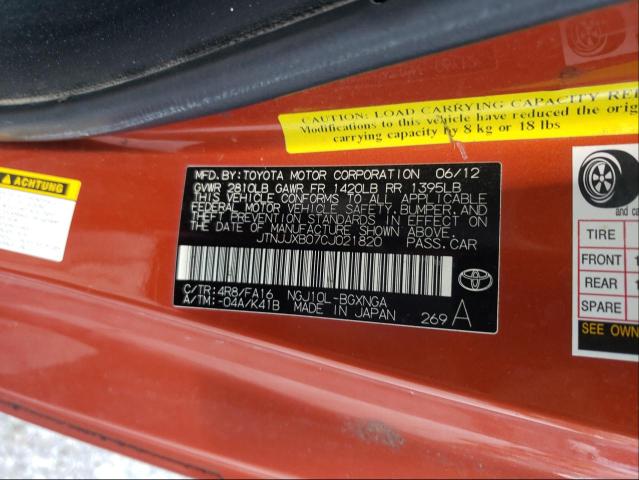 CAUTION: LOAD CARRYING CAPACITY RE
Modifications to this vehicle have reduced the origi
carrying capacity by 8 kg or 18 lbs
MFD.BY:TOYOTA MOTOR CORPORATION 06/12
GVWR 2810LB GAWR FR 1420LB RR 1395LB
THIS VEHICLE CONFORMS TO ALL APPLICABLE
FEDERAL MOTOR VEHICLE SAFETY,BUMPER,AND
THEFT PREVENTION STANDARDS IN EFFECT ON
THE DATE OF MANUFACTURE SHOWN ABOVE.
JTNJJXB07CJ021820 PASS.CAR
C/TR:4R8/FA16 NGJ10L-BGXNGA
A/TM:-04A/K41B MADE IN JAPAN
269 A
TOYOTA
TIRE
FRONT
REAR
SPARE
SEE OWN